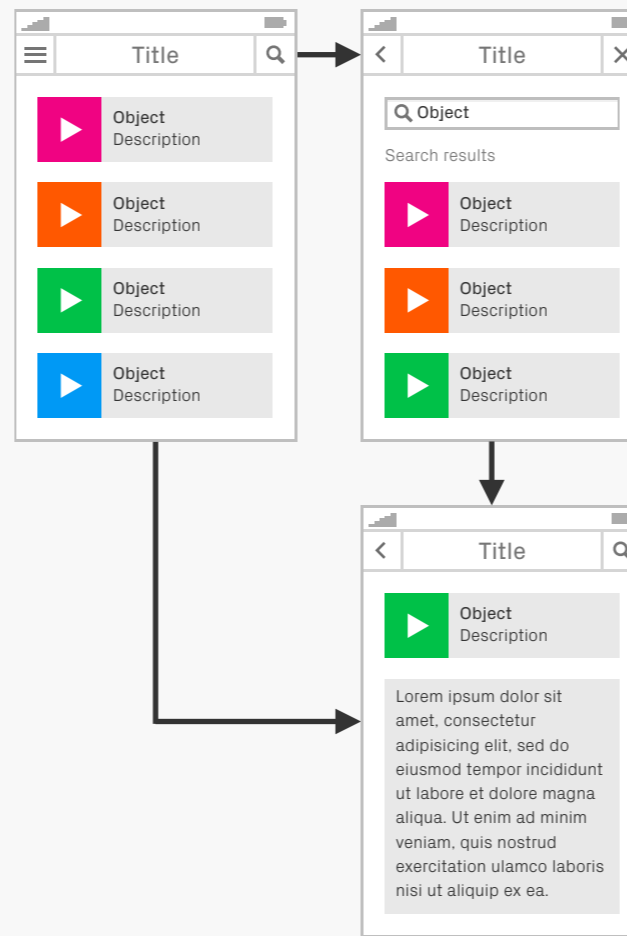 Title
Object
Description
Object
Description
Object
Description
Object
Description
Title
Object
Search results
Object
Description
Object
Description
Object
Description
Title
Object
Description
Lorem ipsum dolor sit
amet, consectetur
adipisicing elit, sed do
eiusmod tempor incididunt
ut labore et dolore magna
aliqua. Ut enim ad minim
veniam, quis nostrud
exercitation ulamco laboris
nisi ut aliquip ex ea.